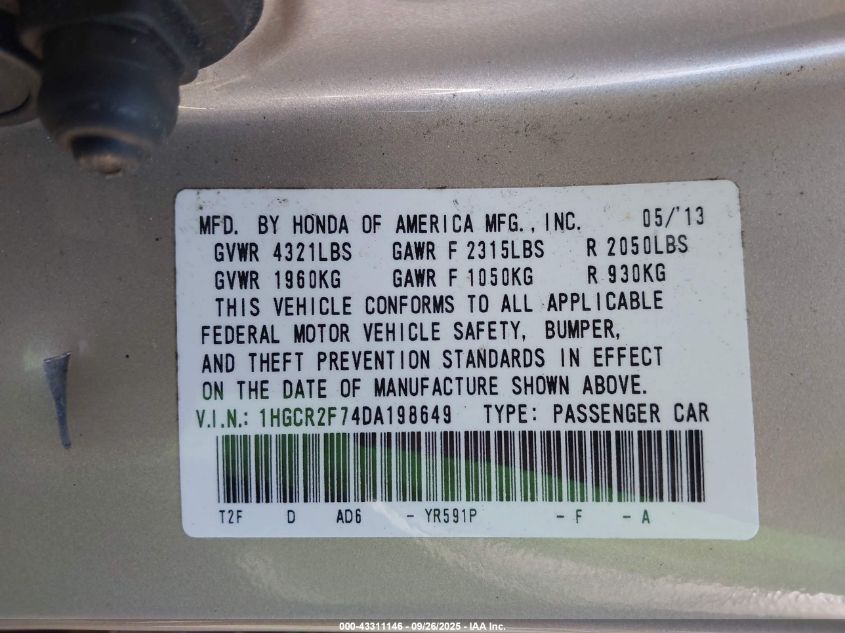 MFD. BY HONDA OF AMERICA MFG., INC. 05/'13
GVWR 4321LBS GAWR F 2315LBS R 2050LBS
GVWR 1960KG GAWR F 1050KG R 930KG
THIS VEHICLE CONFORMS TO ALL APPLICABLE
FEDERAL MOTOR VEHICLE SAFETY, BUMPER,
AND THEFT PREVENTION STANDARDS IN EFFECT
ON THE DATE OF MANUFACTURE SHOWN ABOVE.
V.I.N.: 1HGCR2F74DA198649 TYPE: PASSENGER CAR
T2F D AD6 - YR591P - F - A
000-43311146 - 09/26/2025 - IAA Inc.